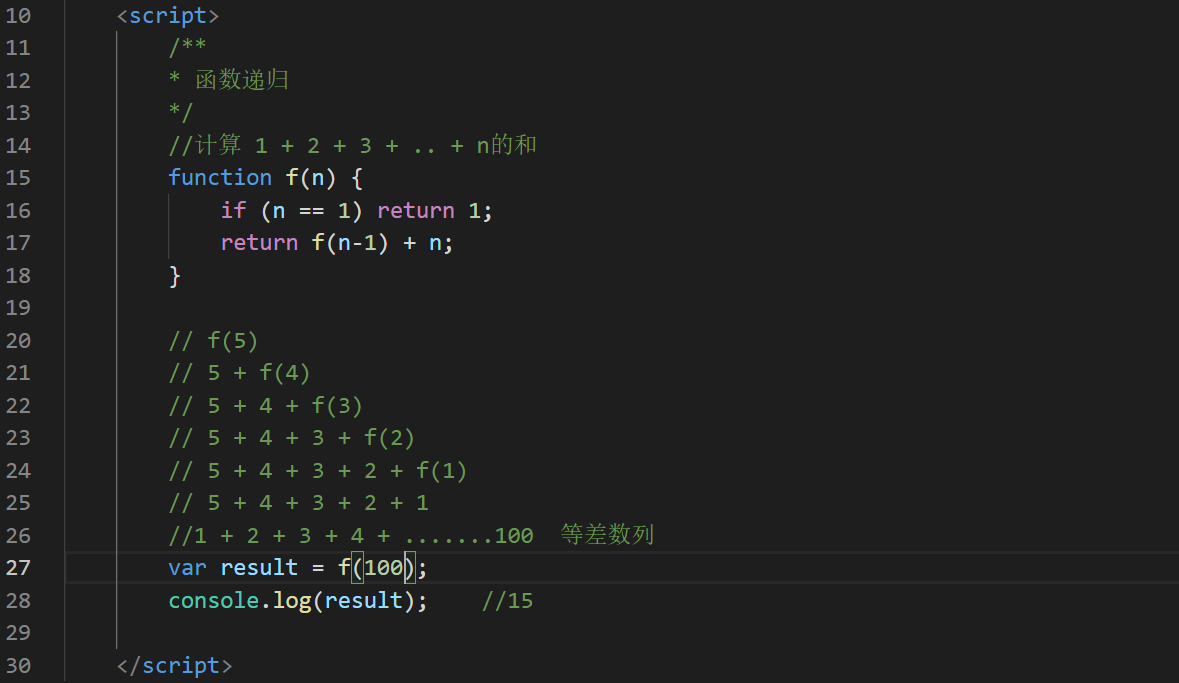 10 <script>
11 /**
12 * 函数递归
13 */
14 //计算 1 + 2 + 3 + .. + n的和
15 function f(n) {
16 if (n == 1) return 1;
17 return f(n-1) + n;
18 }
19
20 // f(5)
21 // 5 + f(4)
22 // 5 + 4 + f(3)
23 // 5 + 4 + 3 + f(2)
24 // 5 + 4 + 3 + 2 + f(1)
25 // 5 + 4 + 3 + 2 + 1
26 //1 + 2 + 3 + 4 + .......100 等差数列
27 var result = f(100);
28 console.log(result); //15
29
30 </script>